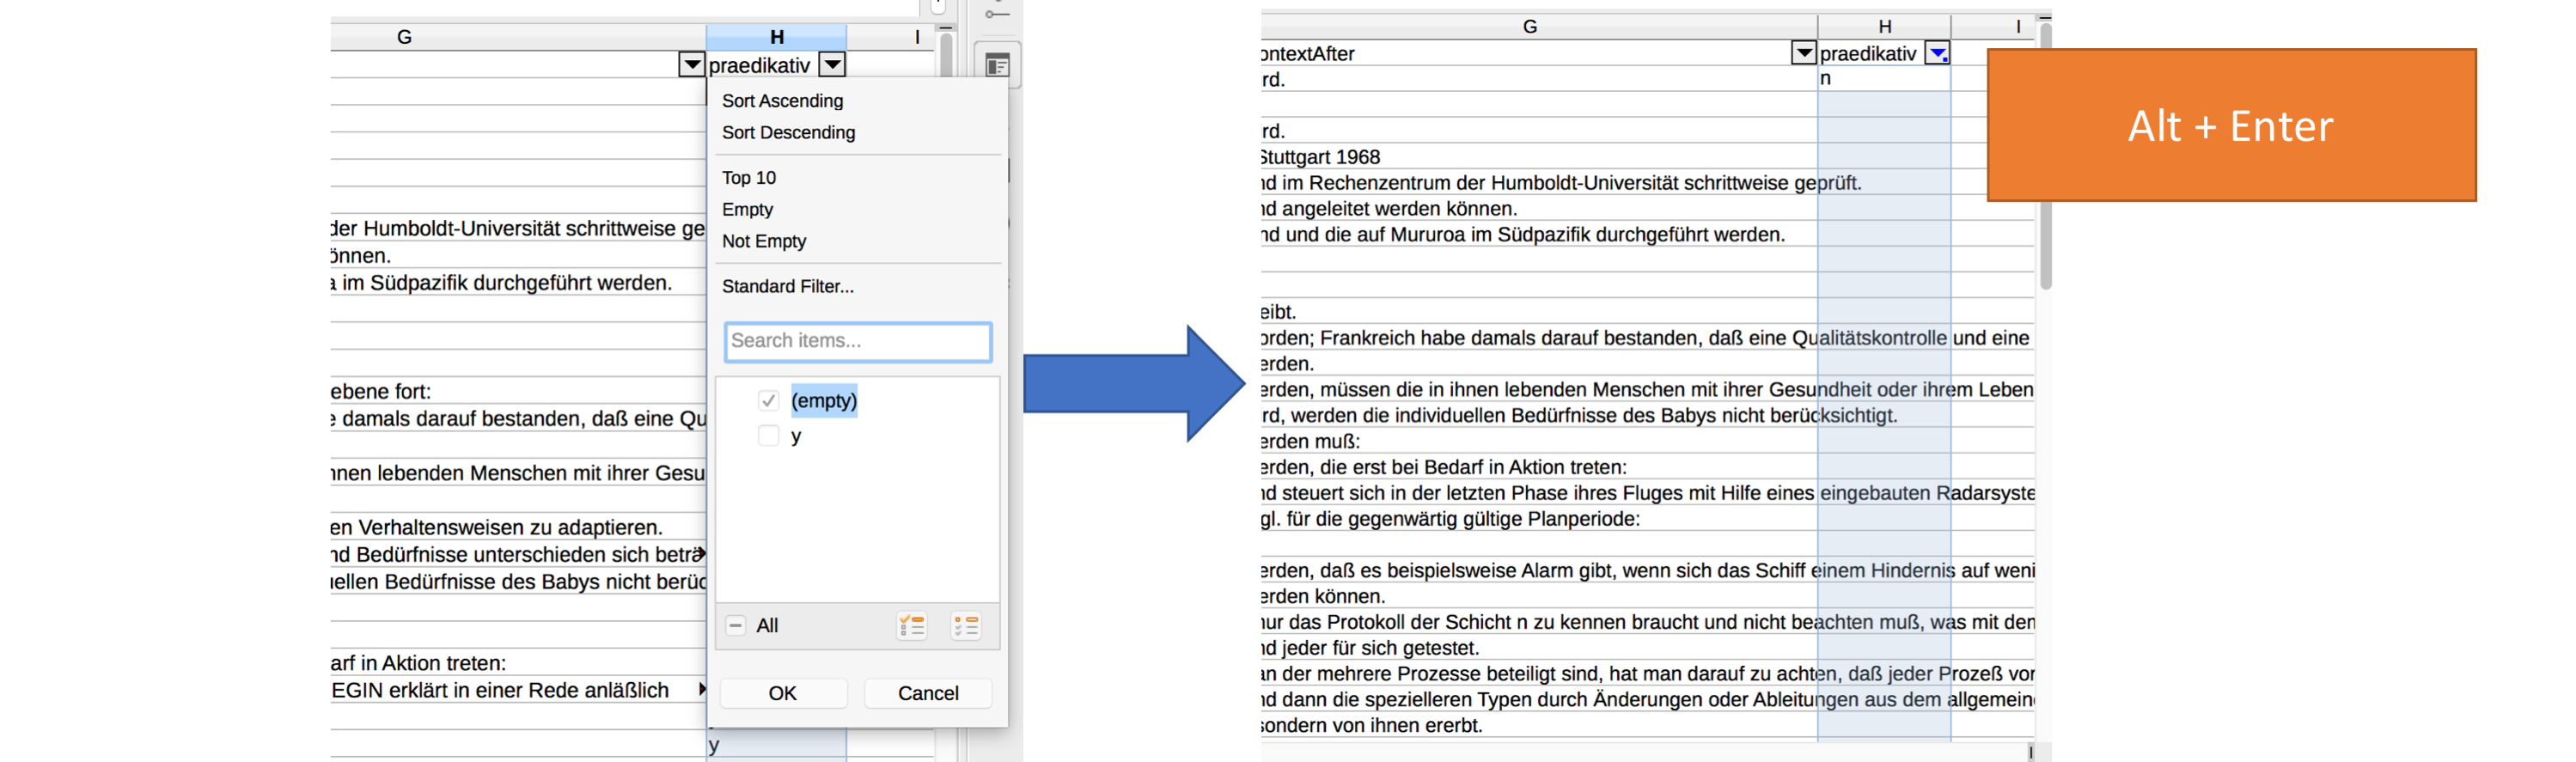 G H I
praedikativ
Sort Ascending
Sort Descending
Top 10
Empty
Not Empty
Standard Filter...
Search items...
(empty)
y
All
OK Cancel
der Humboldt-Universität schrittweise ge
önnen.
im Südpazifik durchgeführt werden.
ebene fort:
damals darauf bestanden, daß eine Qu
nnen lebenden Menschen mit ihrer Gesu
en Verhaltensweisen zu adaptieren.
nd Bedürfnisse unterschieden sich beträ
uellen Bedürfnisse des Babys nicht berüc
arf in Aktion treten:
EGIN erklärt in einer Rede anläßlich
y
G H I
ontextAfter praedikativ
rd. n
rd.
Stuttgart 1968
nd im Rechenzentrum der Humboldt-Universität schrittweise geprüft.
nd angeleitet werden können.
nd und die auf Mururoa im Südpazifik durchgeführt werden.
eibt.
orden; Frankreich habe damals darauf bestanden, daß eine Qualitätskontrolle und eine
erden.
erden, müssen die in ihnen lebenden Menschen mit ihrer Gesundheit oder ihrem Leben
rd, werden die individuellen Bedürfnisse des Babys nicht berücksichtigt.
erden muß:
erden, die erst bei Bedarf in Aktion treten:
nd steuert sich in der letzten Phase ihres Fluges mit Hilfe eines eingebauten Radarsyste
gl. für die gegenwärtig gültige Planperiode:
erden, daß es beispielsweise Alarm gibt, wenn sich das Schiff einem Hindernis auf weni
erden können.
nur das Protokoll der Schicht n zu kennen braucht und nicht beachten muß, was mit den
nd jeder für sich getestet.
an der mehrere Prozesse beteiligt sind, hat man darauf zu achten, daß jeder Prozeß vor
nd dann die spezielleren Typen durch Änderungen oder Ableitungen aus dem allgemein
sondern von ihnen ererbt.
Alt + Enter